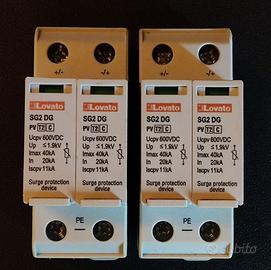 +/- -/+ +/- -/+
Lovato Lovato Lovato Lovato
SG2 DG SG2 DG SG2 DG SG2 DG
PV T2 C PV T2 C PV T2 C PV T2 C
Ucpv 600VDC Ucpv 600VDC Ucpv 600VDC Ucpv 600VDC
Up ≤1.9kV Up ≤1.9kV Up ≤1.9kV Up ≤1.9kV
Imax 40kA Imax 40kA Imax 40kA Imax 40kA
In 20kA In 20kA In 20kA In 20kA
Iscpv 11kA Iscpv 11kA Iscpv 11kA Iscpv 11kA
Surge protection Surge protection Surge protection Surge protection
device device device device
PE PE
subito